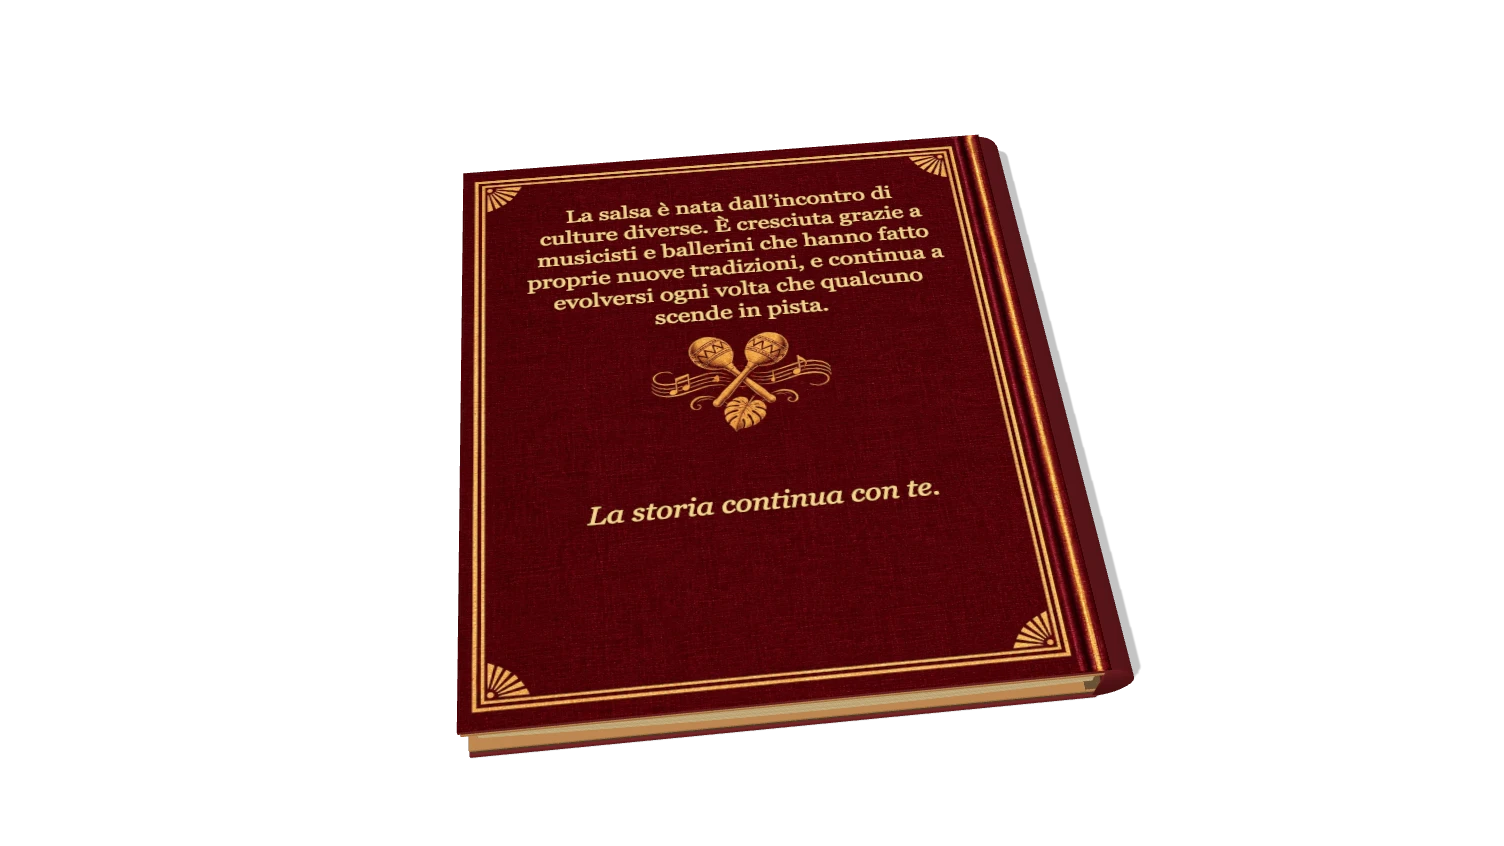 La salsa è nata dall’incontro di
culture diverse. È cresciuta grazie a
musicisti e ballerini che hanno fatto
proprie nuove tradizioni, e continua a
evolversi ogni volta che qualcuno
scende in pista.
La storia continua con te.